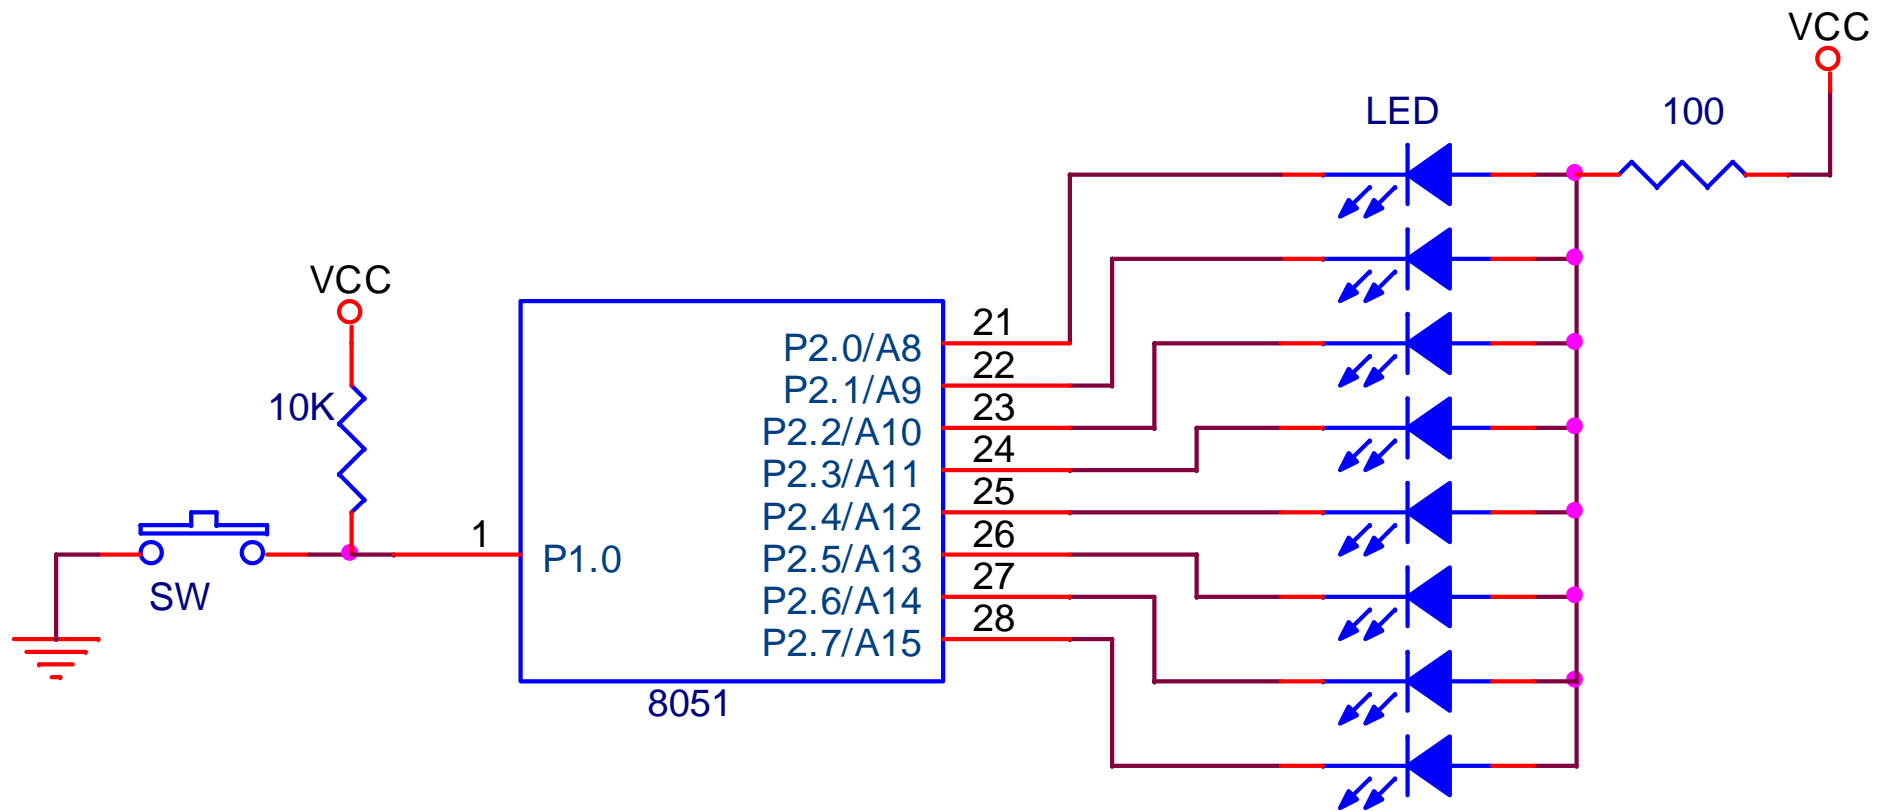 VCC
LED
100
VCC
10K
SW
1
P1.0
P2.0/A8
21
P2.1/A9
22
P2.2/A10
23
P2.3/A11
24
P2.4/A12
25
P2.5/A13
26
P2.6/A14
27
P2.7/A15
28
8051